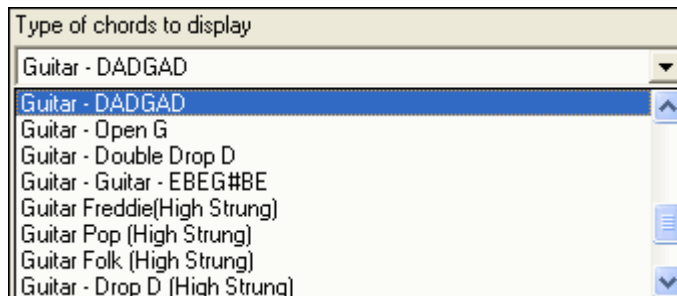 Type of chords to display
Guitar - DADGAD
Guitar - DADGAD
Guitar - Open G
Guitar - Double Drop D
Guitar - Guitar - EBEG#BE
Guitar Freddie(High Strung)
Guitar Pop (High Strung)
Guitar Folk (High Strung)
Guitar - Drop D (High Strung)